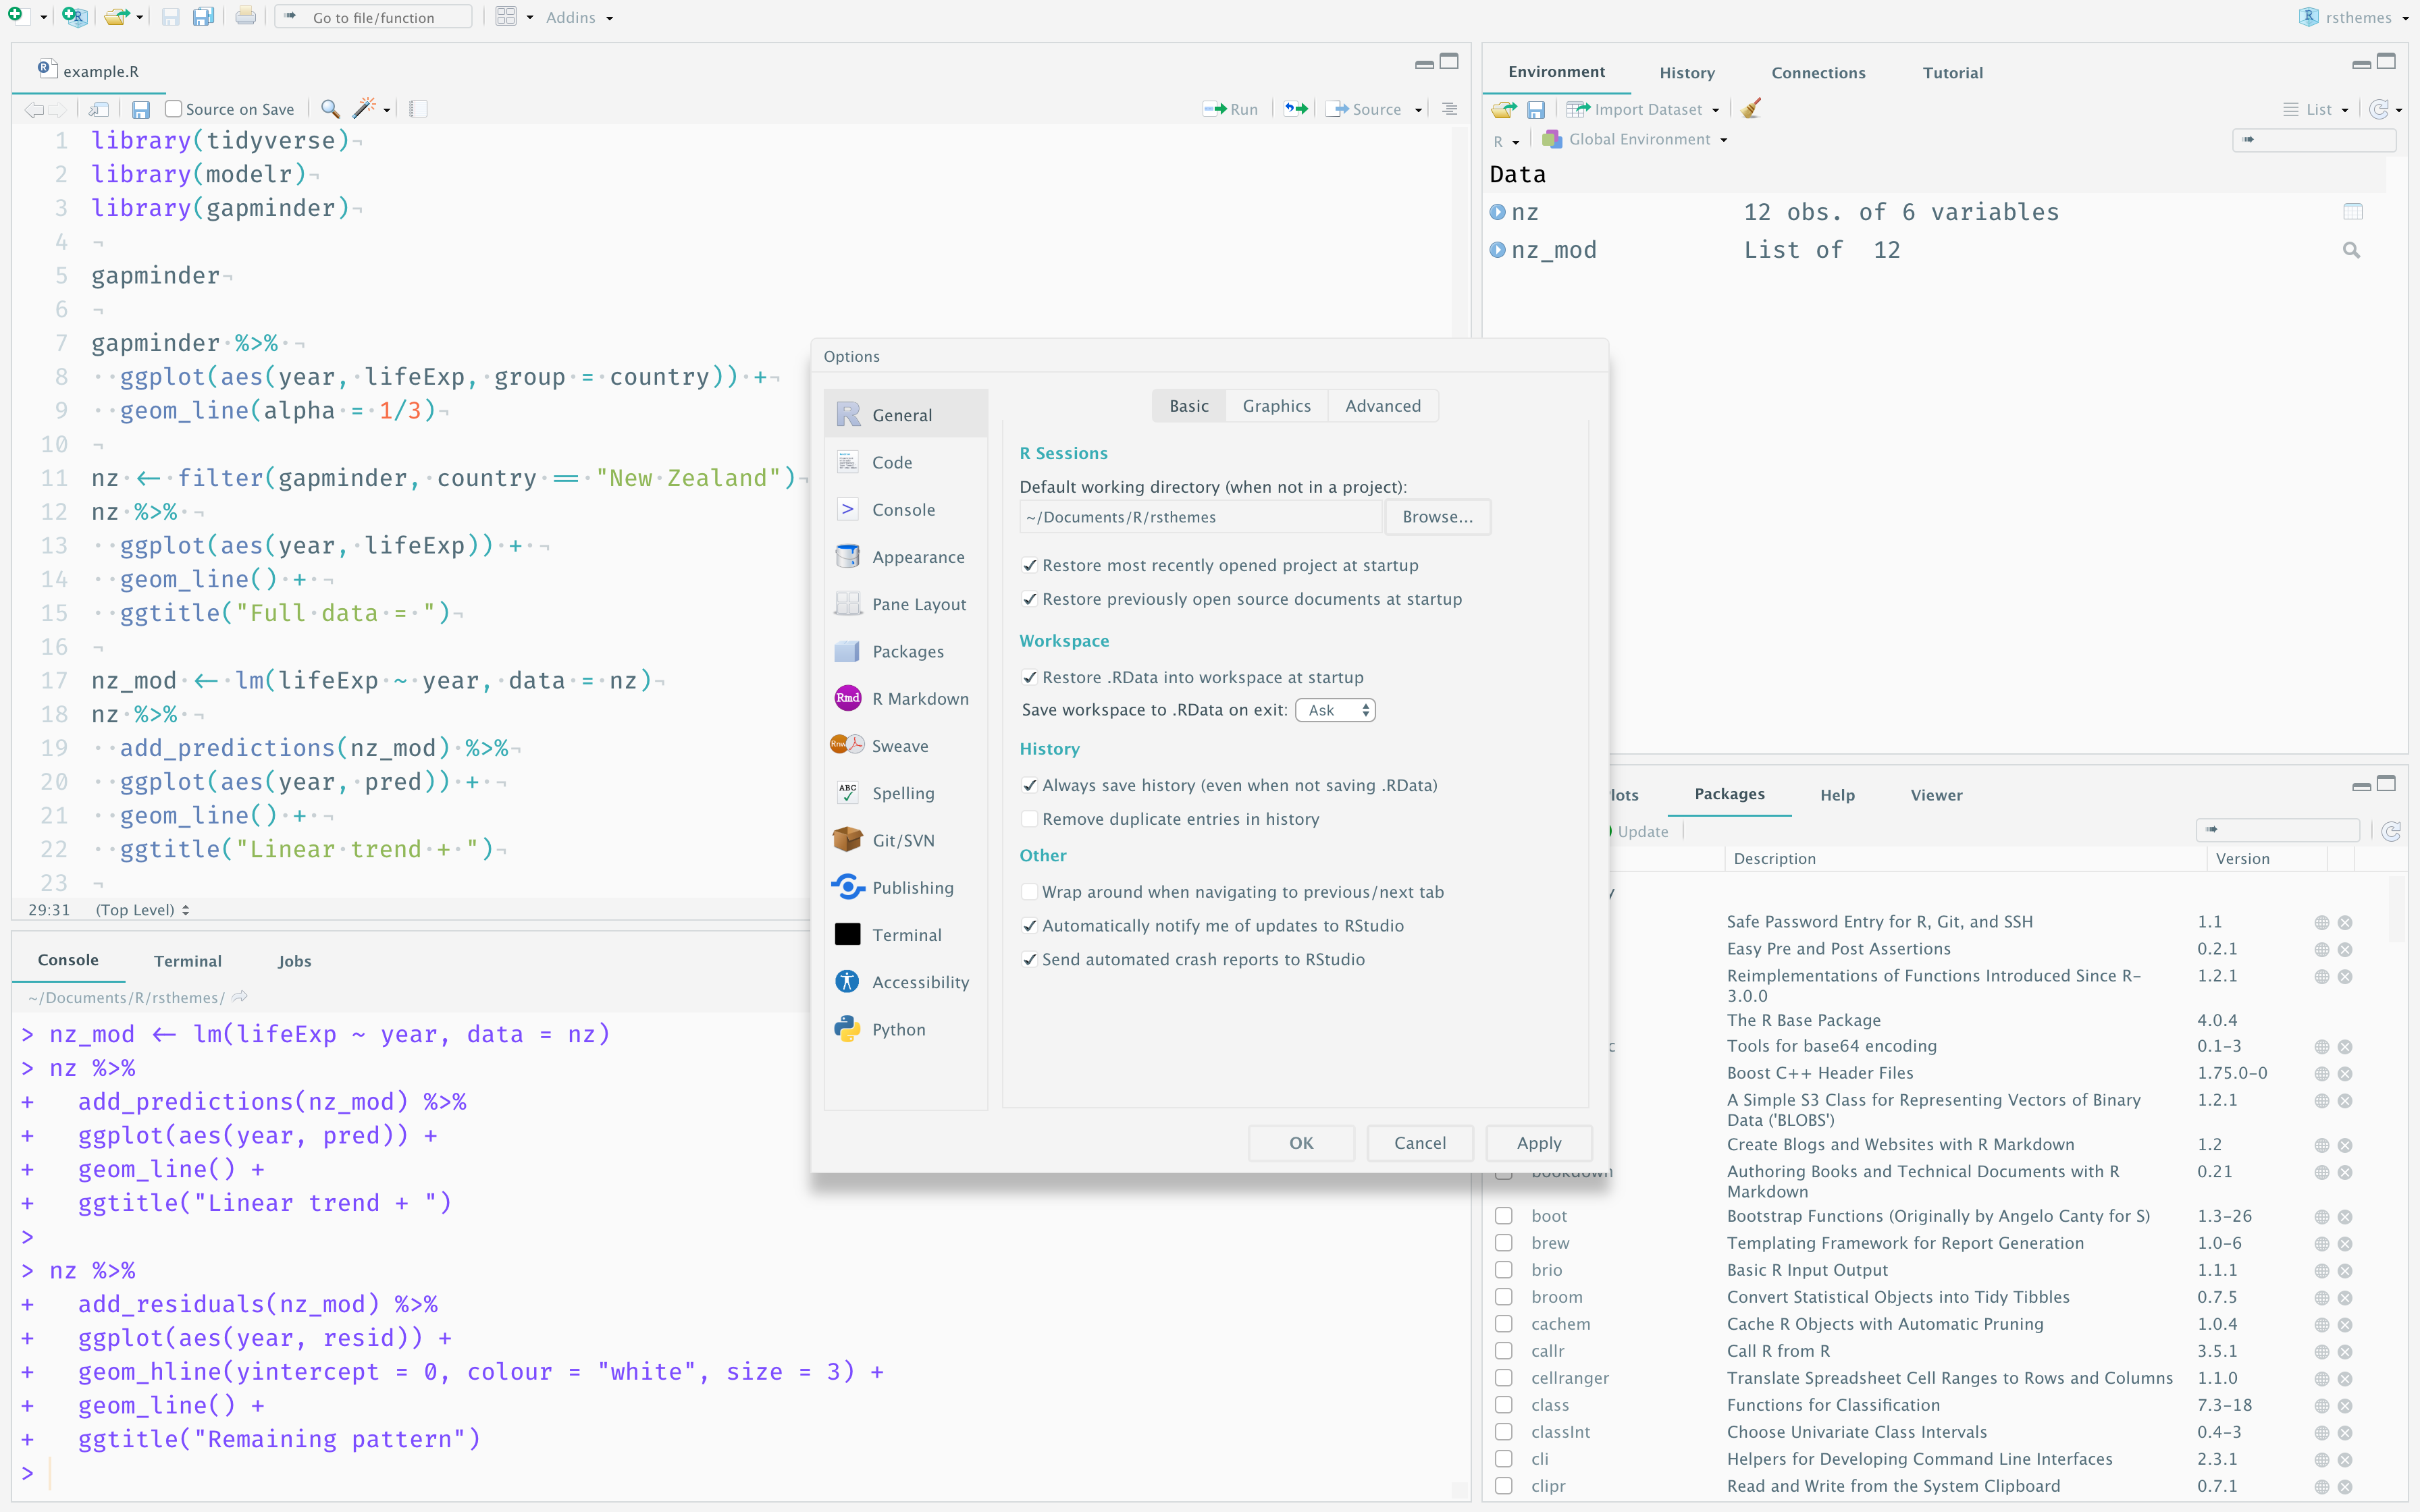 Go to file/function
Addins
rsthemes
example.R
Source on Save
Run
Source
1 library(tidyverse)¬
2 library(modelr)¬
3 library(gapminder)¬
4 ¬
5 gapminder¬
6 ¬
7 gapminder·%>%·¬
8 ··ggplot(aes(year,·lifeExp,·group·=·country))·+¬
9 ··geom_line(alpha·=·1/3)¬
10 ¬
11 nz·<-·filter(gapminder,·country·==·"New·Zealand")¬
12 nz·%>%·¬
13 ··ggplot(aes(year,·lifeExp))·+·¬
14 ··geom_line()·+·¬
15 ··ggtitle("Full·data·=·")¬
16 ¬
17 nz_mod·<-·lm(lifeExp·~·year,·data·=·nz)¬
18 nz·%>%·¬
19 ··add_predictions(nz_mod)·%>%¬
20 ··ggplot(aes(year,·pred))·+·¬
21 ··geom_line()·+·¬
22 ··ggtitle("Linear·trend·+·")¬
23 ¬
29:31 (Top Level)
Console Terminal Jobs
~/Documents/R/rsthemes/
> nz_mod <- lm(lifeExp ~ year, data = nz)
> nz %>%
+   add_predictions(nz_mod) %>%
+   ggplot(aes(year, pred)) +
+   geom_line() +
+   ggtitle("Linear trend + ")
>
> nz %>%
+   add_residuals(nz_mod) %>%
+   ggplot(aes(year, resid)) +
+   geom_hline(yintercept = 0, colour = "white", size = 3) +
+   geom_line() +
+   ggtitle("Remaining pattern")
>
Options
General
Code
Console
Appearance
Pane Layout
Packages
Rmd R Markdown
Rnw Sweave
ABC Spelling
Git/SVN
Publishing
Terminal
Accessibility
Python
Basic Graphics Advanced
R Sessions
Default working directory (when not in a project):
~/Documents/R/rsthemes Browse...
Restore most recently opened project at startup
Restore previously open source documents at startup
Workspace
Restore .RData into workspace at startup
Save workspace to .RData on exit: Ask
History
Always save history (even when not saving .RData)
Remove duplicate entries in history
Other
Wrap around when navigating to previous/next tab
Automatically notify me of updates to RStudio
Send automated crash reports to RStudio
OK Cancel Apply
Environment History Connections Tutorial
Import Dataset List
R Global Environment
Data
nz 12 obs. of 6 variables
nz_mod List of  12
lots Packages Help Viewer
Update
Description Version
y
Safe Password Entry for R, Git, and SSH 1.1
Easy Pre and Post Assertions 0.2.1
Reimplementations of Functions Introduced Since R- 1.2.1
3.0.0
The R Base Package 4.0.4
c Tools for base64 encoding 0.1-3
Boost C++ Header Files 1.75.0-0
A Simple S3 Class for Representing Vectors of Binary 1.2.1
Data ('BLOBS')
Create Blogs and Websites with R Markdown 1.2
bookdown Authoring Books and Technical Documents with R 0.21
Markdown
boot Bootstrap Functions (Originally by Angelo Canty for S) 1.3-26
brew Templating Framework for Report Generation 1.0-6
brio Basic R Input Output 1.1.1
broom Convert Statistical Objects into Tidy Tibbles 0.7.5
cachem Cache R Objects with Automatic Pruning 1.0.4
callr Call R from R 3.5.1
cellranger Translate Spreadsheet Cell Ranges to Rows and Columns 1.1.0
class Functions for Classification 7.3-18
classInt Choose Univariate Class Intervals 0.4-3
cli Helpers for Developing Command Line Interfaces 2.3.1
clipr Read and Write from the System Clipboard 0.7.1